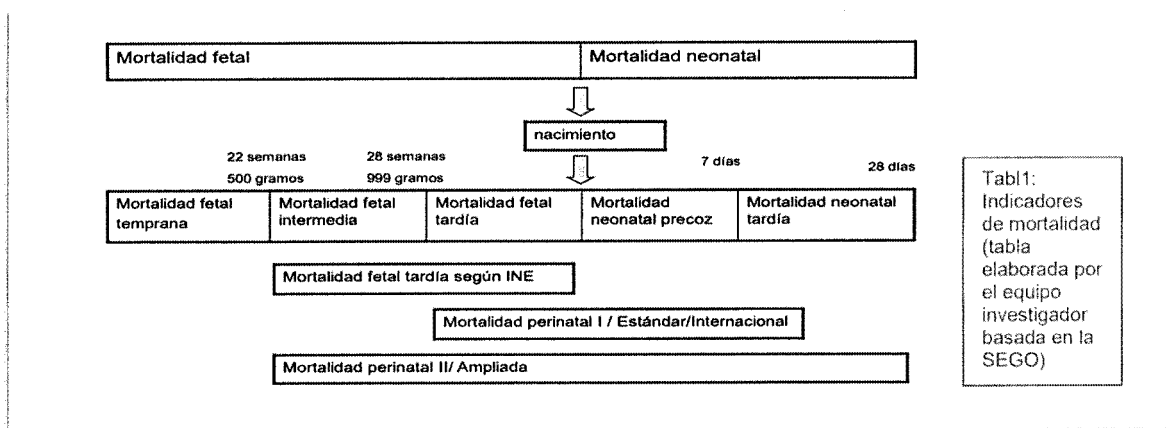 Mortalidad fetal
Mortalidad neonatal
nacimiento
22 semanas
28 semanas
7 días
28 días
500 gramos
999 gramos
Mortalidad fetal
temprana
Mortalidad fetal
intermedia
Mortalidad fetal
tardía
Mortalidad
neonatal precoz
Mortalidad neonatal
tardía
Mortalidad fetal tardía según INE
Mortalidad perinatal I / Estándar/Internacional
Mortalidad perinatal II/ Ampliada
Tabl1:
Indicadores
de mortalidad
(tabla
elaborada por
el equipo
investigador
basada en la
SEGO)